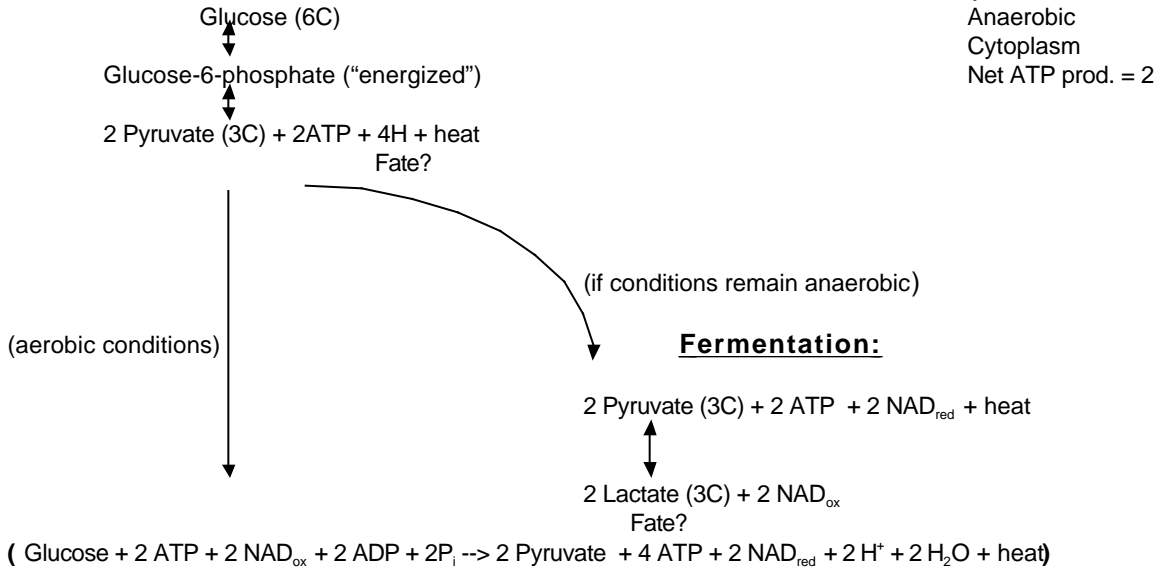 Glucose (6C)
Anaerobic
Cytoplasm
Glucose-6-phosphate (“energized”)
Net ATP prod. = 2
2 Pyruvate (3C) + 2ATP + 4H + heat
Fate?
(if conditions remain anaerobic)
(aerobic conditions)
Fermentation:
2 Pyruvate (3C) + 2 ATP + 2 NADred + heat
2 Lactate (3C) + 2 NADox
Fate?
( Glucose + 2 ATP + 2 NADox + 2 ADP + 2Pi --> 2 Pyruvate + 4 ATP + 2 NADred + 2 H+ + 2 H2O + heat)